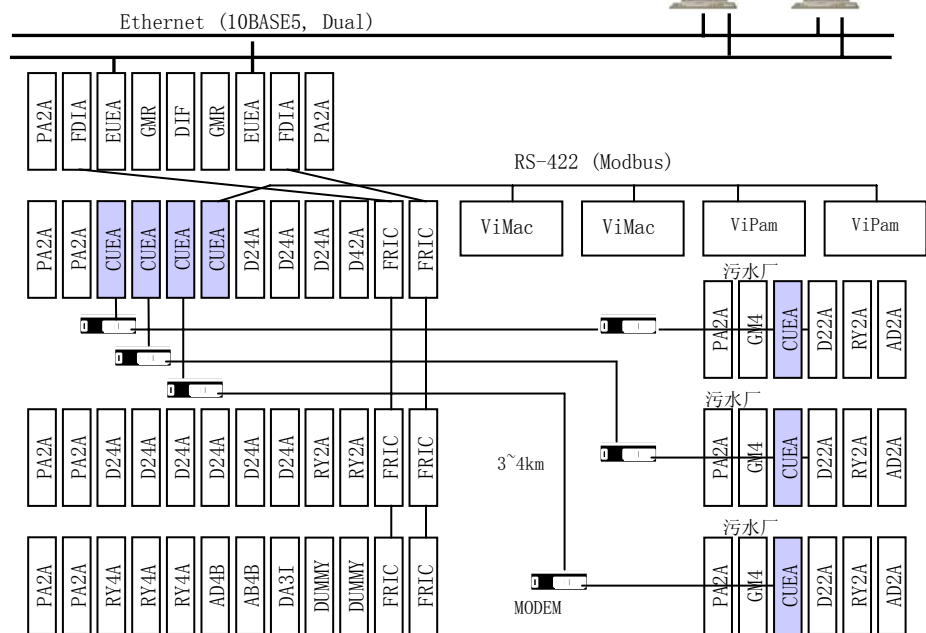 Ethernet (10BASE5, Dual)
PA2A FDIA EUEA GMR DIF GMR EUEA FDIA PA2A
RS-422 (Modbus)
PA2A PA2A CUEA CUEA CUEA CUEA D24A D24A D24A D42A FRIC FRIC
ViMac ViMac ViPam ViPam
污水厂
PA2A GM4 CUEA D22A RY2A AD2A
污水厂
PA2A PA2A D24A D24A D24A D24A D24A D24A RY2A RY2A FRIC FRIC
3~4km
PA2A GM4 CUEA D22A RY2A AD2A
污水厂
PA2A PA2A RY4A RY4A RY4A AD4B AB4B DA3I DUMMY DUMMY FRIC FRIC
MODEM
PA2A GM4 CUEA D22A RY2A AD2A